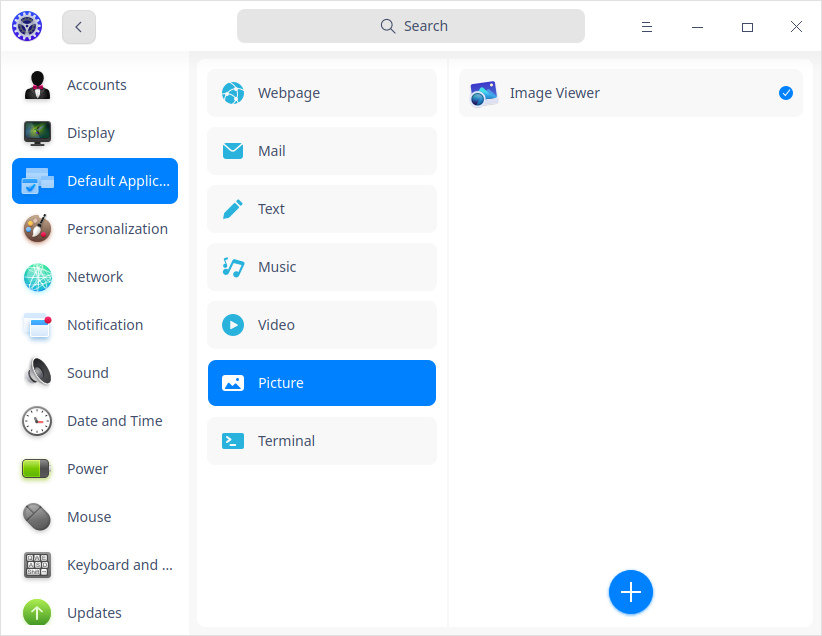 Search
Accounts
Display
Default Applic...
Personalization
Network
Notification
Sound
Date and Time
Power
Mouse
Keyboard and ...
Updates
Webpage
Mail
Text
Music
Video
Picture
Terminal
Image Viewer